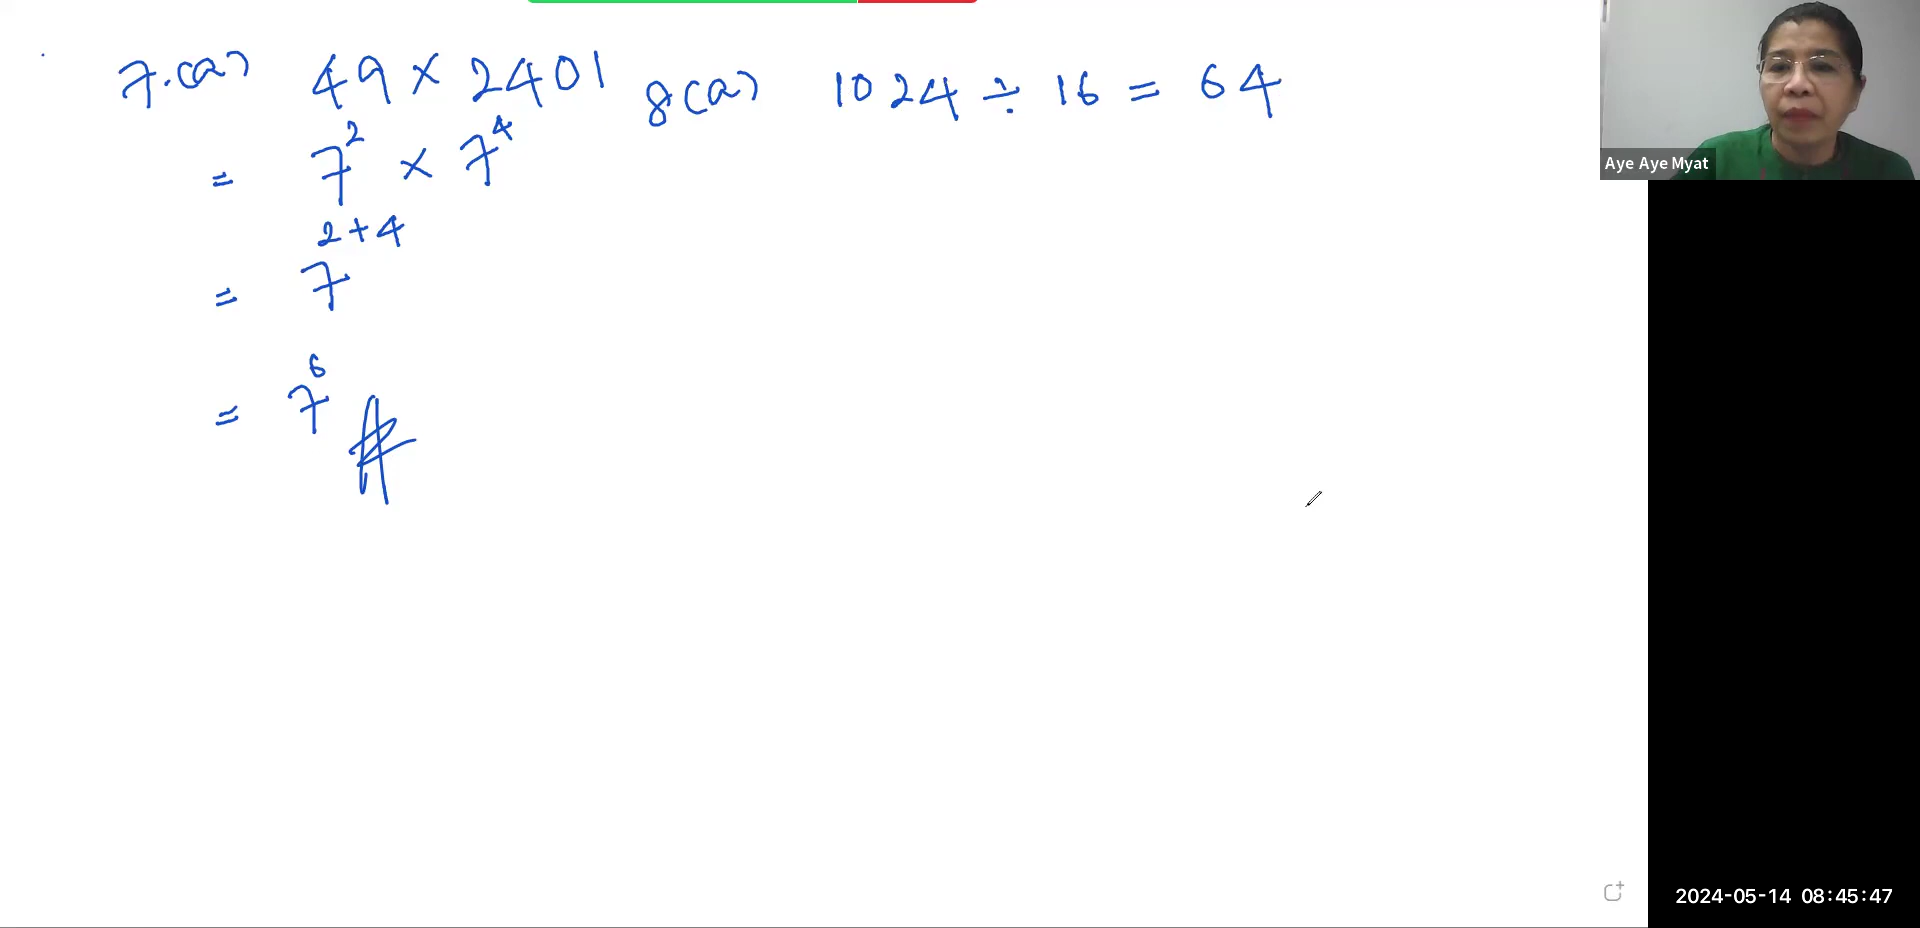 7.(a) 49 × 2401
= 7² × 7⁴
= 7²⁺⁴
= 7⁶
8(a) 1024 ÷ 16 = 64
Aye Aye Myat
2024-05-14 08:45:47